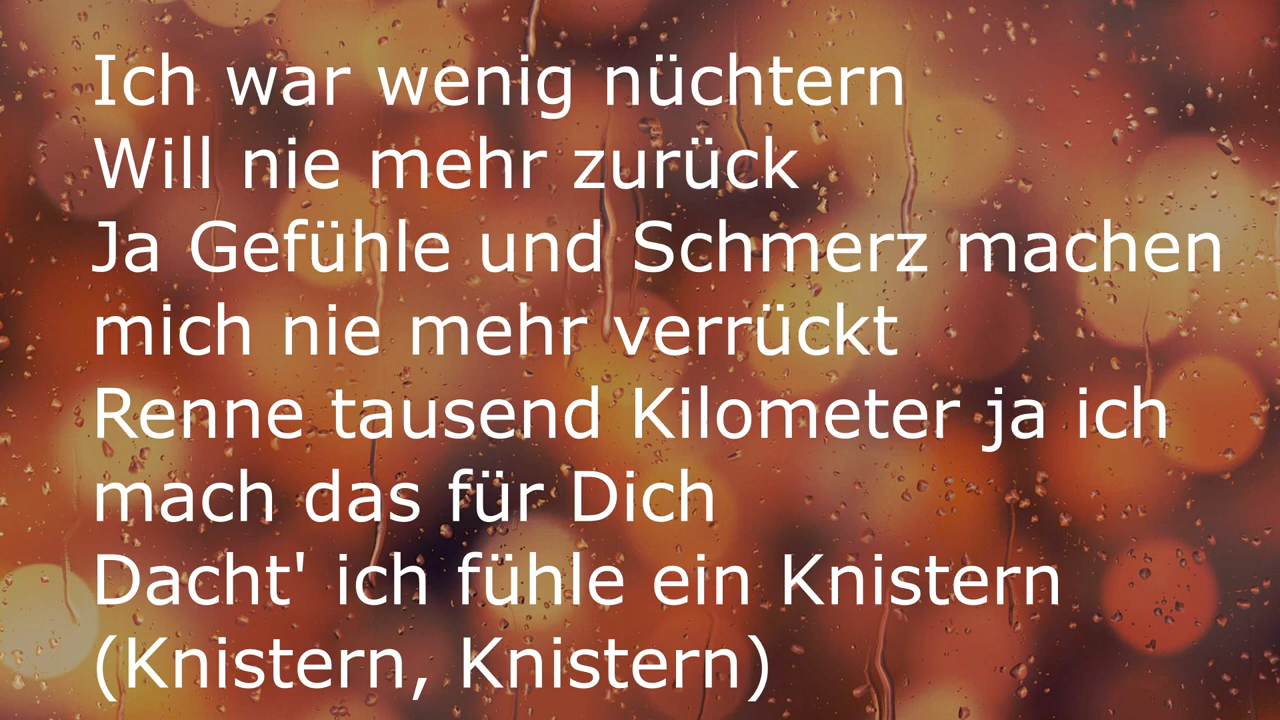 Ich war wenig nüchtern
Will nie mehr zurück
Ja Gefühle und Schmerz machen
mich nie mehr verrückt
Renne tausend Kilometer ja ich
mach das für Dich
Dacht' ich fühle ein Knistern
(Knistern, Knistern)